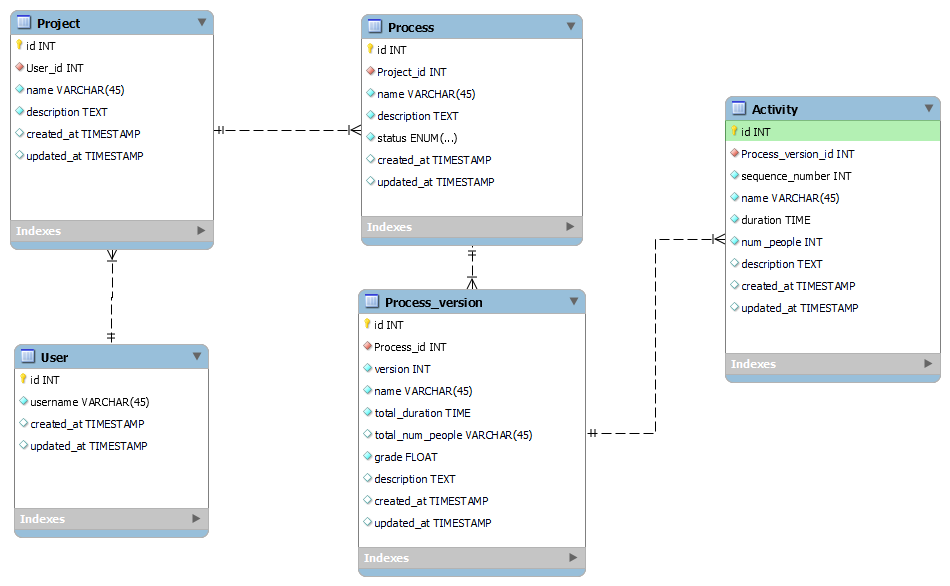 Project
id INT
User_id INT
name VARCHAR(45)
description TEXT
created_at TIMESTAMP
updated_at TIMESTAMP
Indexes
Process
id INT
Project_id INT
name VARCHAR(45)
description TEXT
status ENUM(...)
created_at TIMESTAMP
updated_at TIMESTAMP
Indexes
Activity
id INT
Process_version_id INT
sequence_number INT
name VARCHAR(45)
duration TIME
num_people INT
description TEXT
created_at TIMESTAMP
updated_at TIMESTAMP
Indexes
User
id INT
username VARCHAR(45)
created_at TIMESTAMP
updated_at TIMESTAMP
Indexes
Process_version
id INT
Process_id INT
version INT
name VARCHAR(45)
total_duration TIME
total_num_people VARCHAR(45)
grade FLOAT
description TEXT
created_at TIMESTAMP
updated_at TIMESTAMP
Indexes